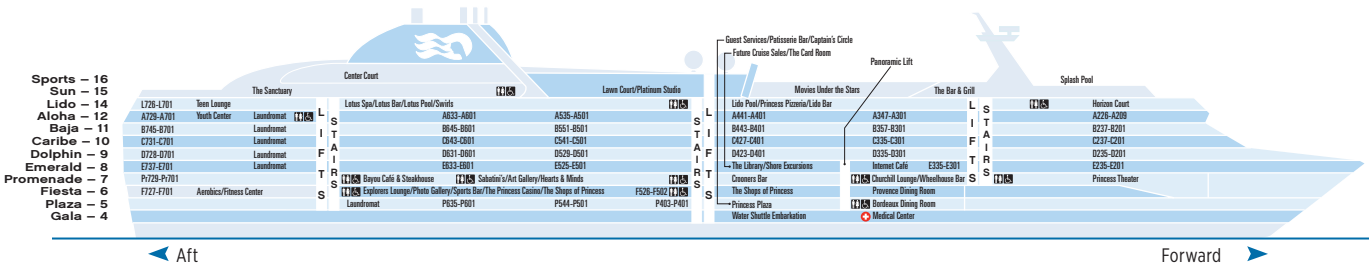 Guest Services/Patisserie Bar/Captain's Circle
Future Cruise Sales/The Card Room
Panoramic Lift
Sports – 16
Center Court
Splash Pool
Sun – 15
The Sanctuary
Lawn Court/Platinum Studio
Movies Under the Stars
The Bar & Grill
Lido – 14
L726-L701
Teen Lounge
Lotus Spa/Lotus Bar/Lotus Pool/Swirls
Lido Pool/Princess Pizzeria/Lido Bar
Horizon Court
Aloha – 12
A729-A701
Youth Center
Laundromat
A633-A601
A535-A501
A441-A401
A347-A301
A226-A209
Baja – 11
B745-B701
Laundromat
B645-B601
B551-B501
B443-B401
B357-B301
B237-B201
Caribe – 10
C731-C701
Laundromat
C643-C601
C541-C501
C427-C401
C335-C301
C237-C201
Dolphin – 9
D728-D701
Laundromat
D631-D601
D529-D501
D423-D401
D335-D301
D235-D201
Emerald – 8
E737-E701
Laundromat
E633-E601
E525-E501
The Library/Shore Excursions
Internet Café
E335-E301
E235-E201
Promenade – 7
Pr729-Pr701
Bayou Café & Steakhouse
Sabatini's/Art Gallery/Hearts & Minds
Crooners Bar
Churchill Lounge/Wheelhouse Bar
Princess Theater
Fiesta – 6
F727-F701
Aerobics/Fitness Center
Explorers Lounge/Photo Gallery/Sports Bar/The Princess Casino/The Shops of Princess
F526-F502
The Shops of Princess
Provence Dining Room
Plaza – 5
Laundromat
P635-P601
P544-P501
P403-P401
Princess Plaza
Bordeaux Dining Room
Gala – 4
Water Shuttle Embarkation
Medical Center
LIFTS
STAIRS
STAIRS
LIFTS
LIFTS
STAIRS
Aft
Forward